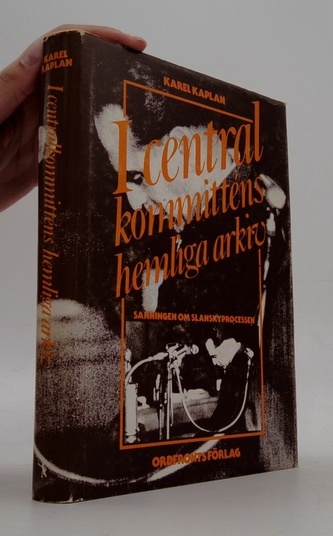 KAREL
KAPLAN
I centralkommittens hemliga arkiv
KAREL KAPLAN
I central
kommittens
hemliga arkiv
SANNINGEN OM SLANSKYPROCESSEN
ORDFRONTS FÖRLAG